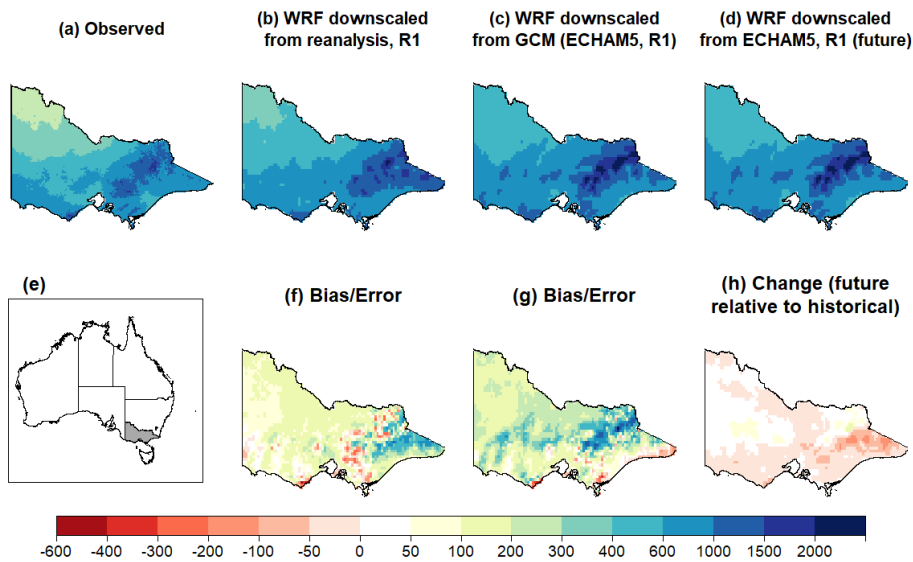 (a) Observed
(b) WRF downscaled
from reanalysis, R1
(c) WRF downscaled
from GCM (ECHAM5, R1)
(d) WRF downscaled
from ECHAM5, R1 (future)
(e)
(f) Bias/Error
(g) Bias/Error
(h) Change (future
relative to historical)
-600 -400 -300 -200 -100 -50 0 50 100 200 300 400 600 1000 1500 2000